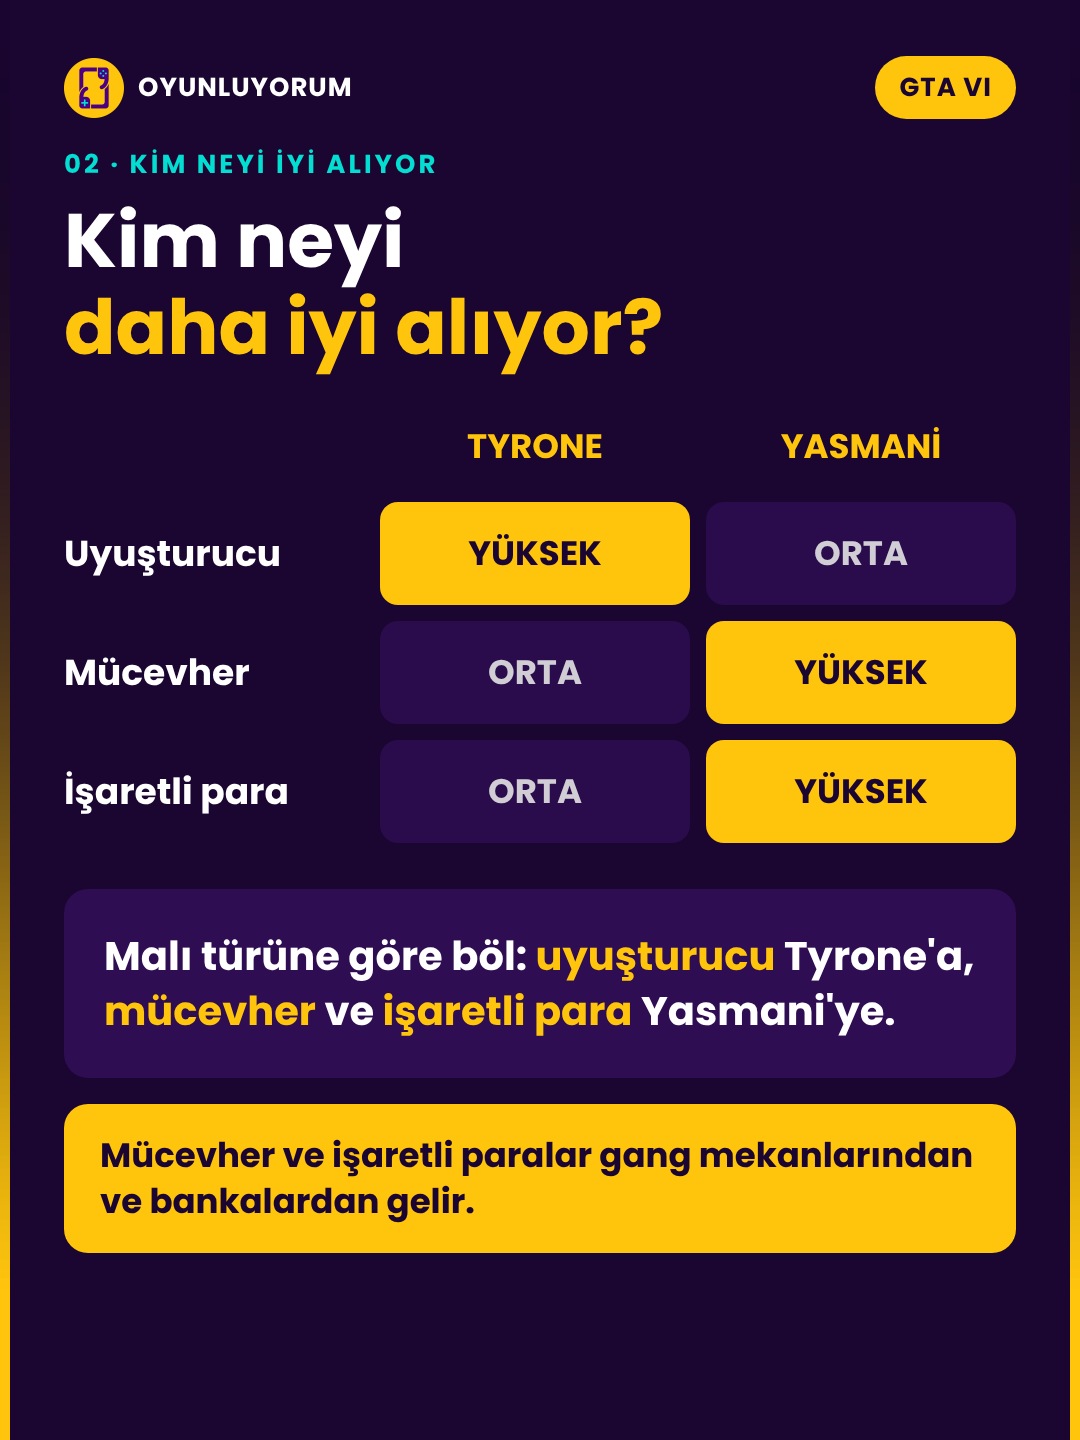 OYUNLUYORUM
GTA VI
02 · KİM NEYİ İYİ ALIYOR
Kim neyi
daha iyi alıyor?
TYRONE YASMANİ
Uyuşturucu YÜKSEK ORTA
Mücevher ORTA YÜKSEK
İşaretli para ORTA YÜKSEK
Malı türüne göre böl: uyuşturucu Tyrone'a,
mücevher ve işaretli para Yasmani'ye.
Mücevher ve işaretli paralar gang mekanlarından
ve bankalardan gelir.